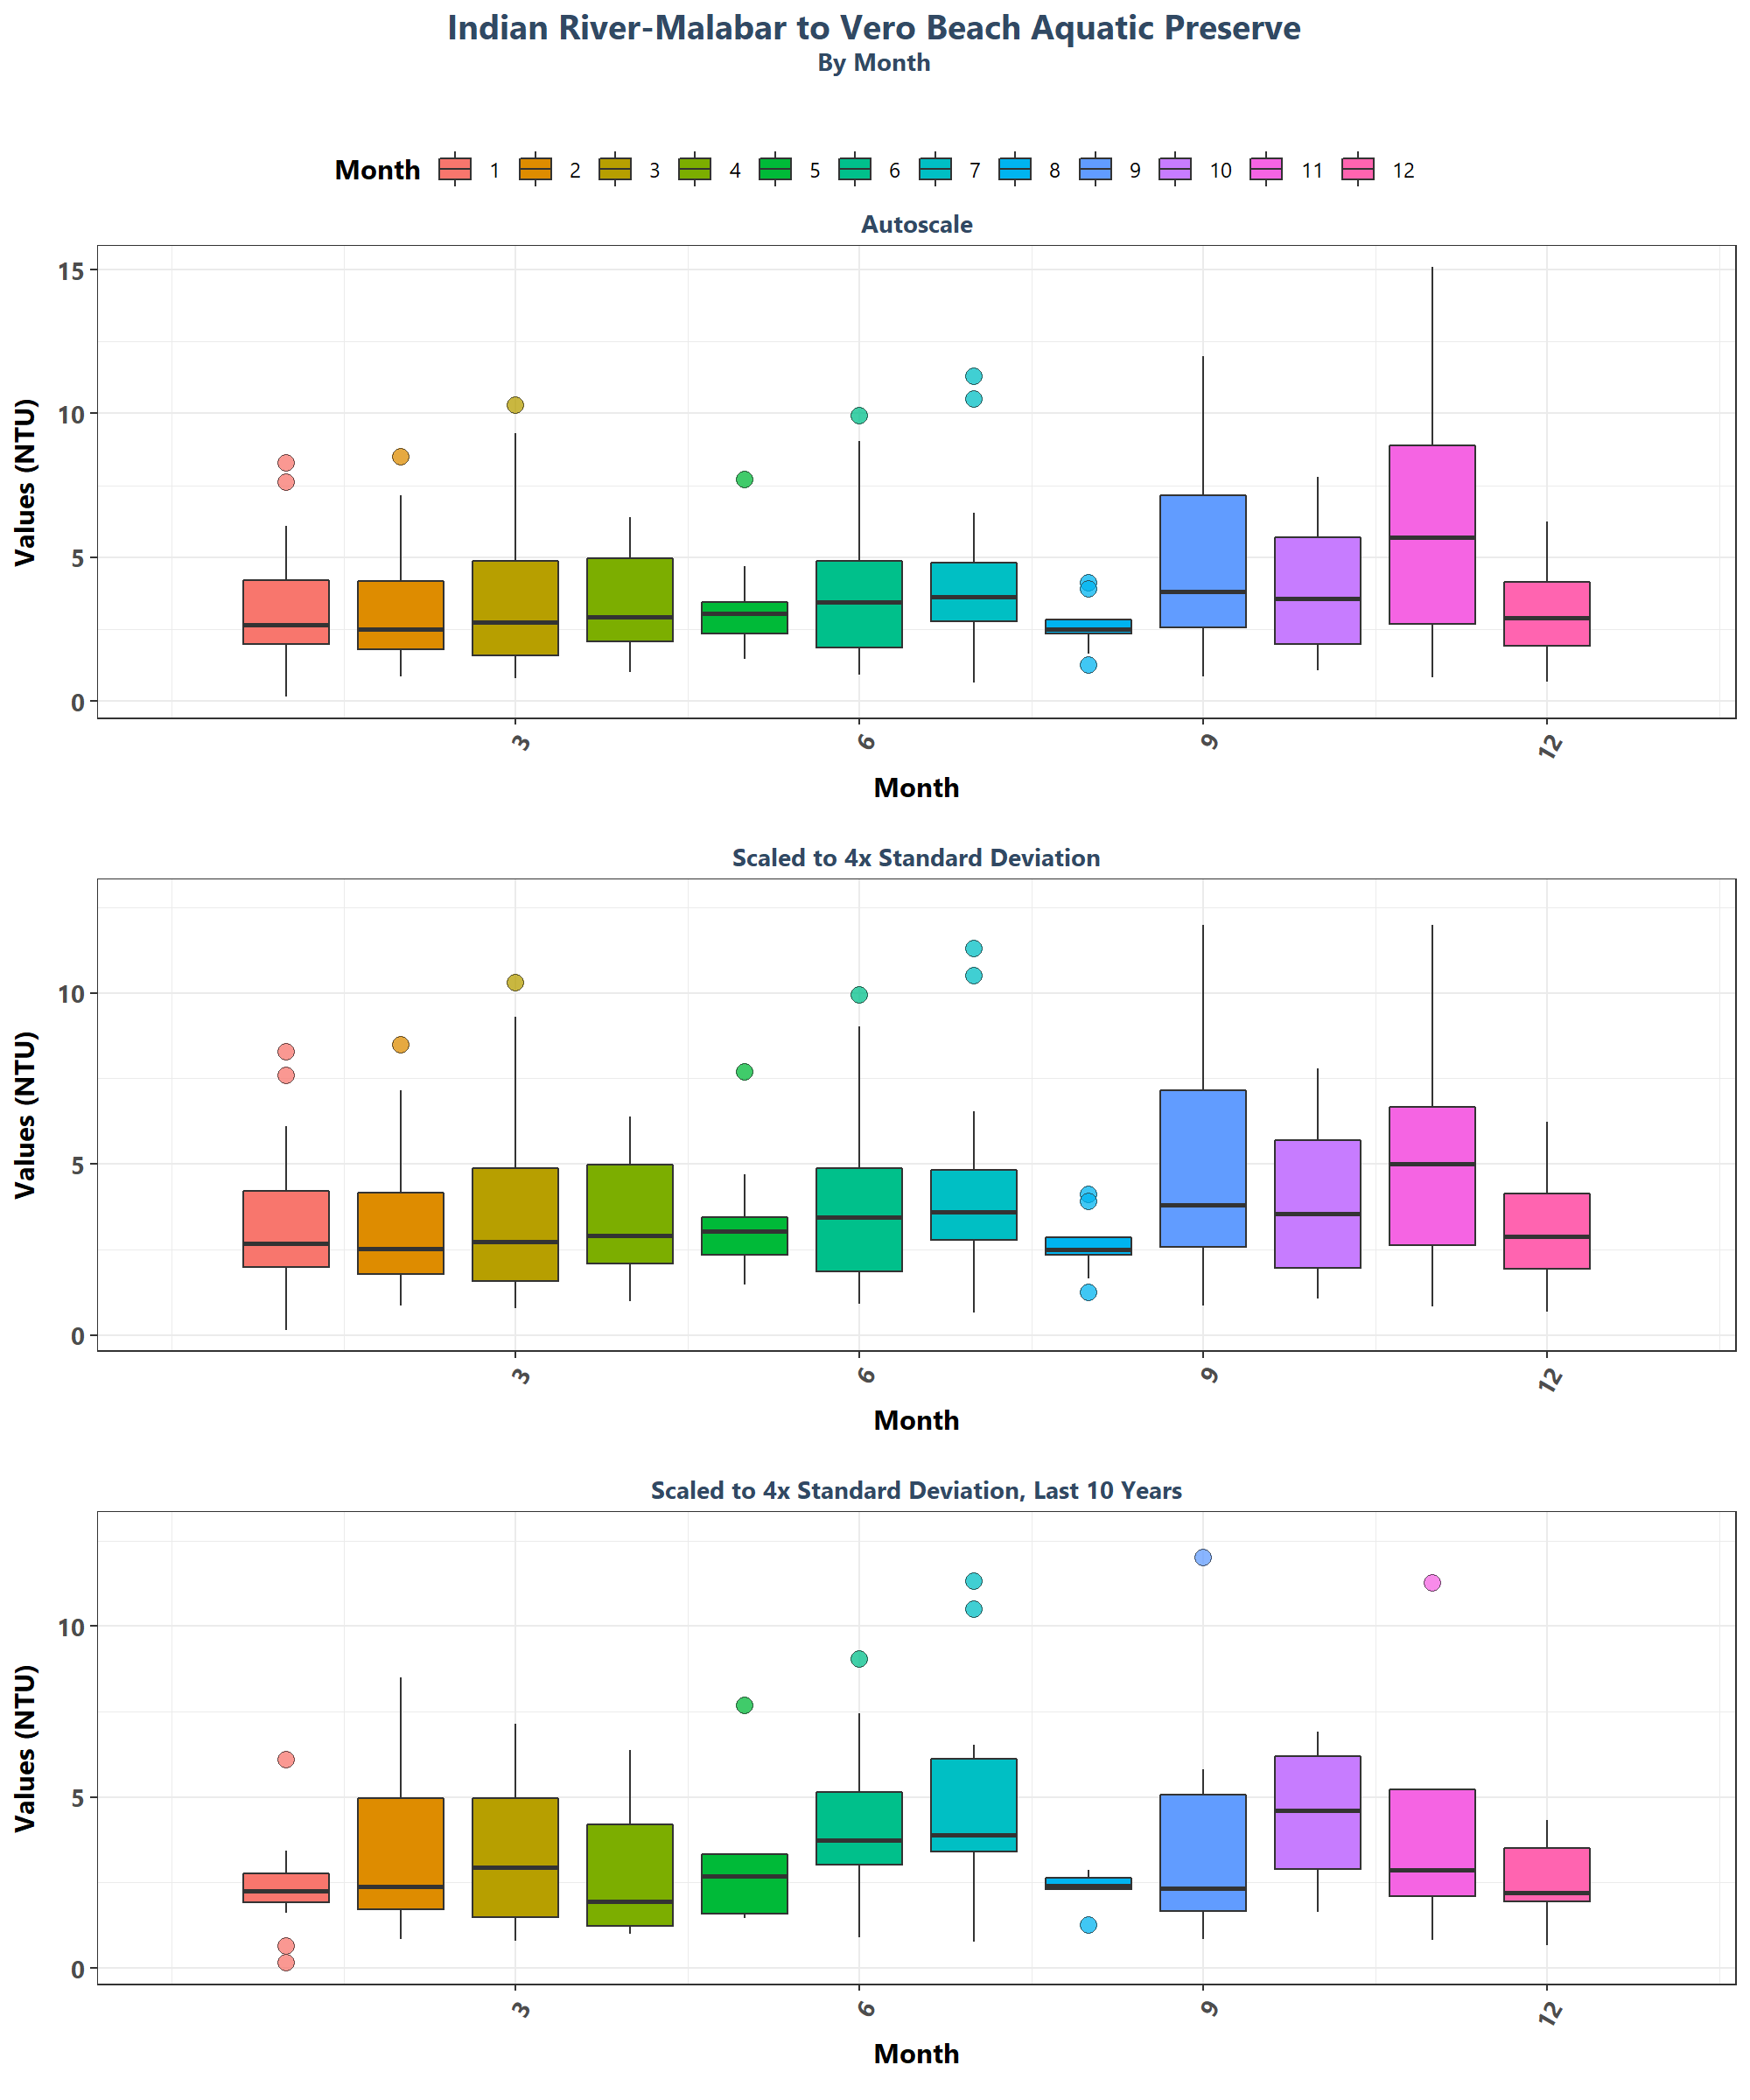 Indian River-Malabar to Vero Beach Aquatic Preserve
By Month
Month 1 2 3 4 5 6 7 8 9 10 11 12
Autoscale
Values (NTU)
15
10
5
0
3 6 9 12
Month
Scaled to 4x Standard Deviation
Values (NTU)
10
5
0
3 6 9 12
Month
Scaled to 4x Standard Deviation, Last 10 Years
Values (NTU)
10
5
0
3 6 9 12
Month